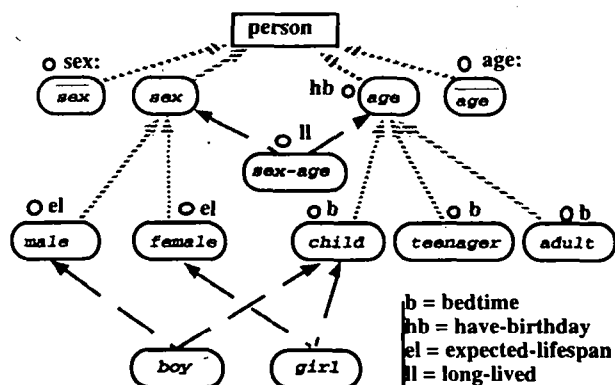 person
sex: age:
sex sex hb age age
ll
sex-age
el el b b b
male female child teenager adult
b = bedtime
hb = have-birthday
el = expected-lifespan
boy girl ll = long-lived